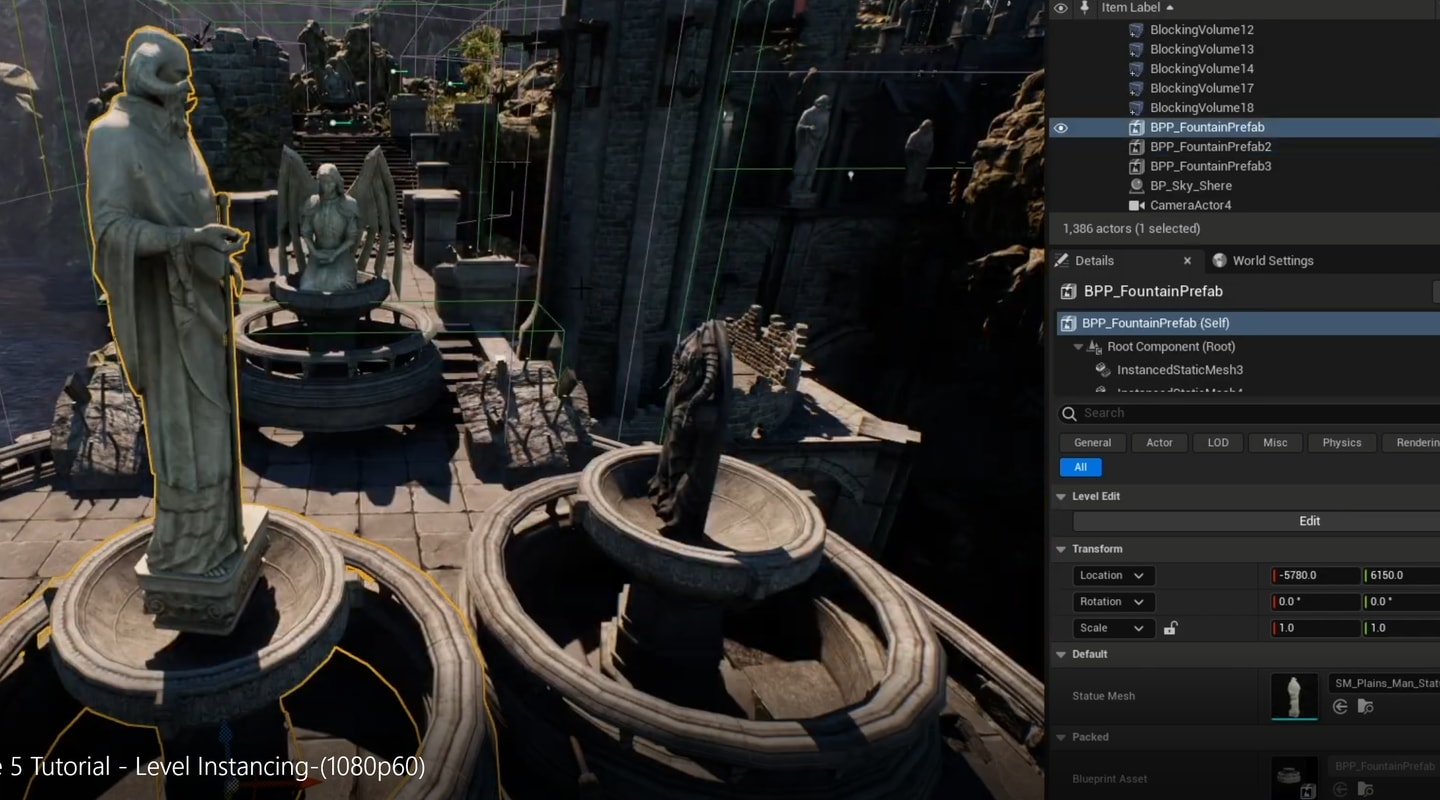 Item Label
BlockingVolume12
BlockingVolume13
BlockingVolume14
BlockingVolume17
BlockingVolume18
BPP_FountainPrefab
BPP_FountainPrefab2
BPP_FountainPrefab3
BP_Sky_Shere
CameraActor4
1,386 actors (1 selected)
Details
World Settings
BPP_FountainPrefab
BPP_FountainPrefab (Self)
Root Component (Root)
InstancedStaticMesh3
Search
General Actor LOD Misc Physics Renderin
All
Level Edit
Edit
Transform
Location -5780.0 6150.0
Rotation 0.0 ° 0.0 °
Scale 1.0 1.0
Default
Statue Mesh SM_Plains_Man_Stat
Packed
Blueprint Asset BPP_FountainPrefab
e 5 Tutorial - Level Instancing-(1080p60)